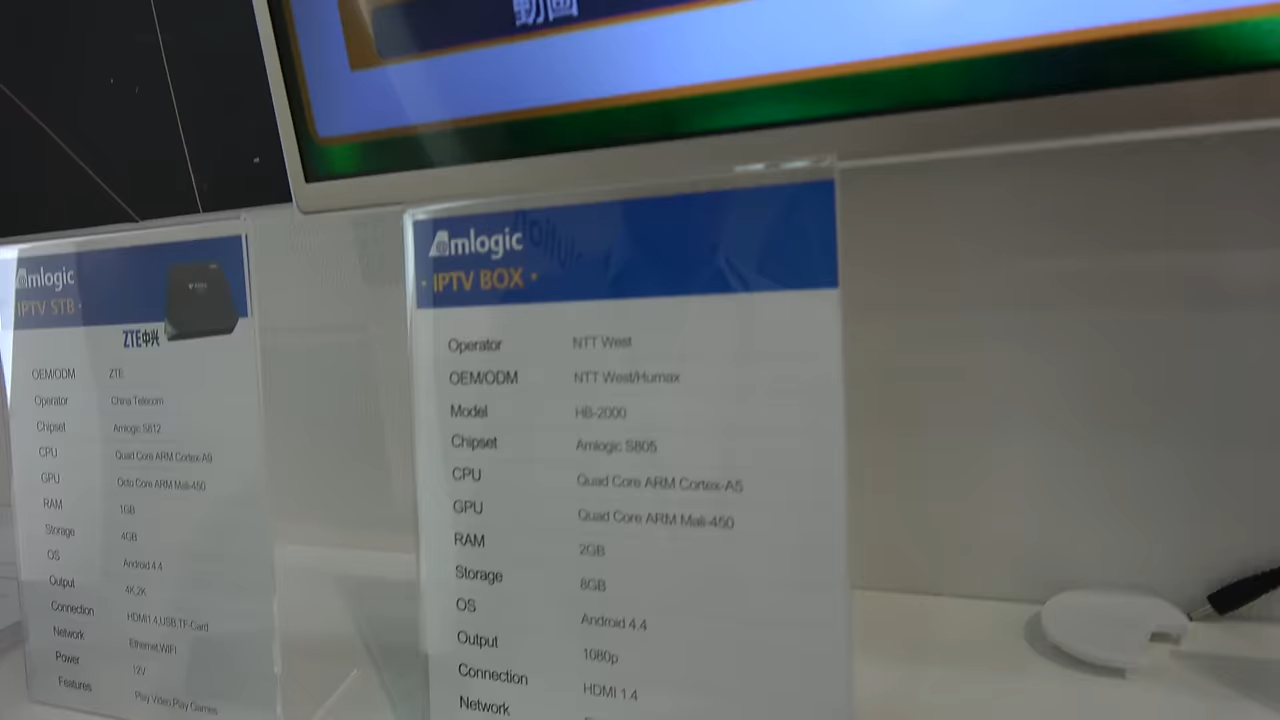 動画
Amlogic
IPTV STB
ZTE中兴
OEM/ODM ZTE
Operator China Telecom
Chipset Amlogic S812
CPU Quad Core ARM Cortex-A9
GPU Octo Core ARM Mali-450
RAM 1GB
Storage 4GB
OS Android 4.4
Output 4K2K
Connection HDMI1.4,USB,TF-Card
Network Ethernet,WIFI
Power 12V
Features Play Video Play Games
Amlogic
· IPTV BOX ·
Operator NTT West
OEM/ODM NTT West/Humax
Model HB-2000
Chipset Amlogic S805
CPU Quad Core ARM Cortex-A5
GPU Quad Core ARM Mali-450
RAM 2GB
Storage 8GB
OS Android 4.4
Output 1080p
Connection HDMI 1.4
Network